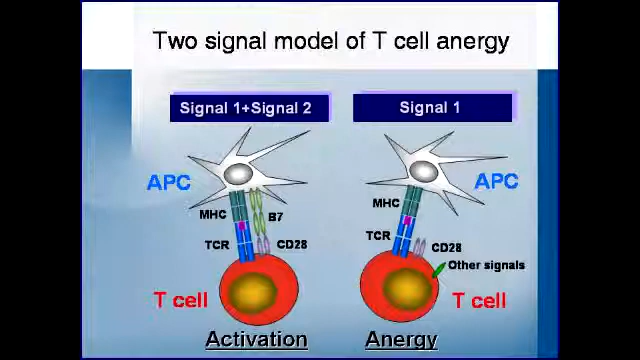 Two signal model of T cell anergy
Signal 1+Signal 2
Signal 1
APC
APC
MHC
B7
MHC
TCR
CD28
TCR
CD28
Other signals
T cell
T cell
Activation
Anergy